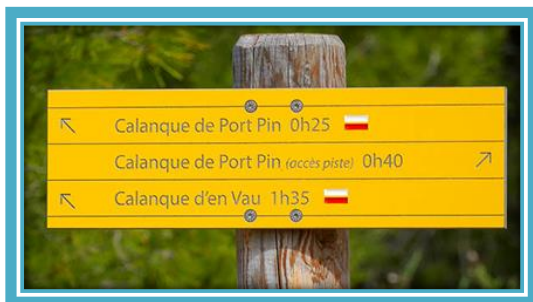 Calanque de Port Pin 0h25
Calanque de Port Pin (accès piste) 0h40
Calanque d'en Vau 1h35